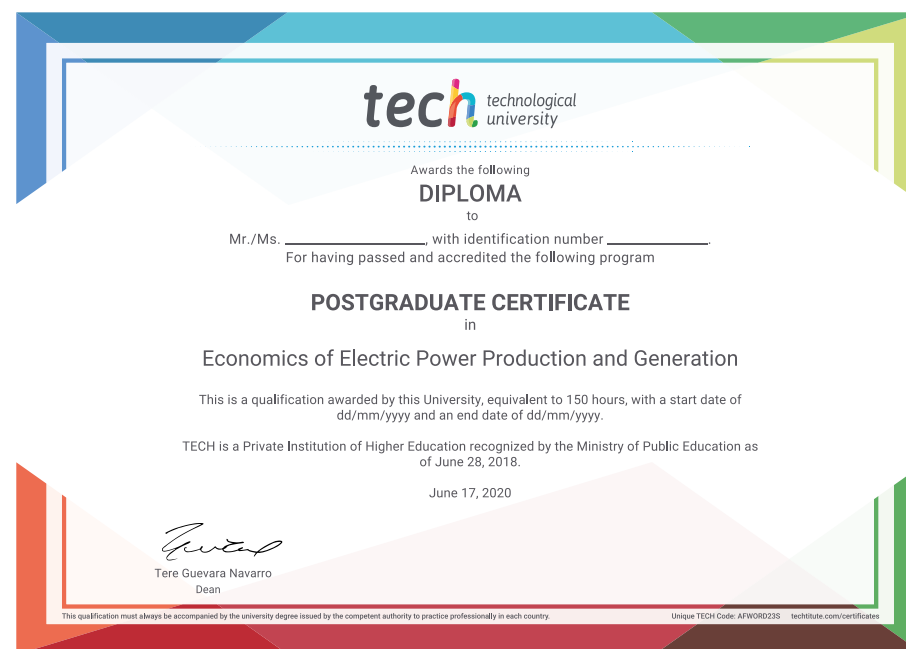 tech technological
university
Awards the following
DIPLOMA
to
Mr./Ms. ____________, with identification number ____________.
For having passed and accredited the following program
POSTGRADUATE CERTIFICATE
in
Economics of Electric Power Production and Generation
This is a qualification awarded by this University, equivalent to 150 hours, with a start date of
dd/mm/yyyy and an end date of dd/mm/yyyy.
TECH is a Private Institution of Higher Education recognized by the Ministry of Public Education as
of June 28, 2018.
June 17, 2020
Tere Guevara Navarro
Dean
This qualification must always be accompanied by the university degree issued by the competent authority to practice professionally in each country.
Unique TECH Code: AFWORD23S techtitute.com/certificates